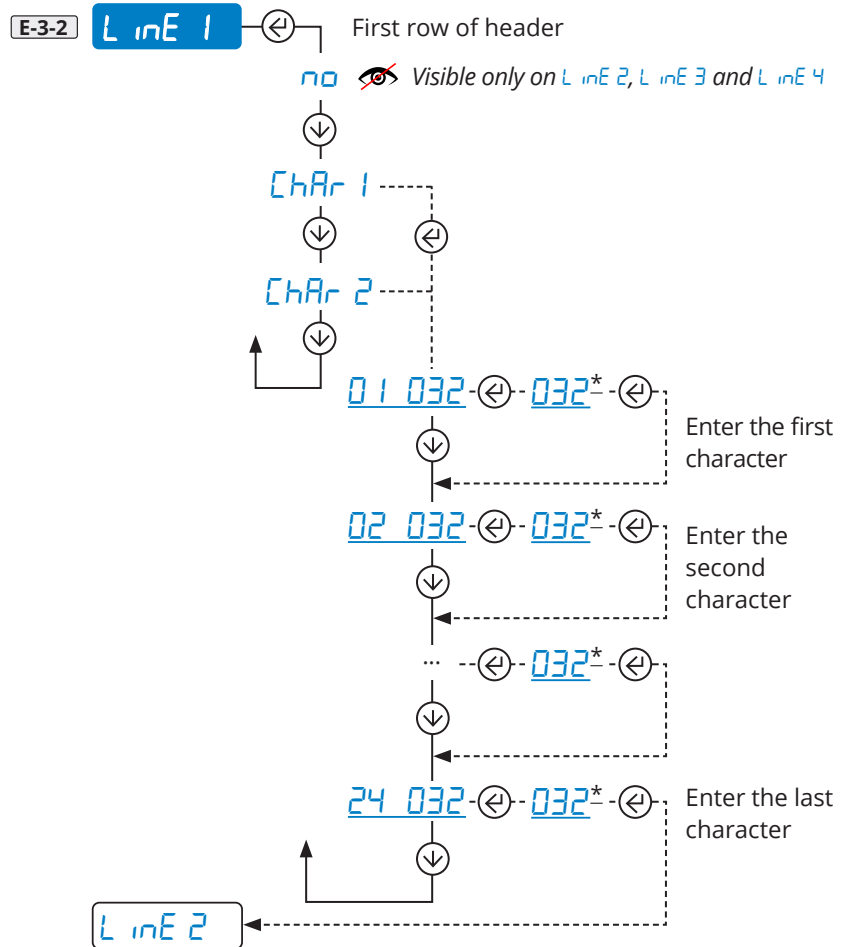 E-3-2 L inE 1 First row of header
no Visible only on L inE 2, L inE 3 and L inE 4
ChAr 1
ChAr 2
01 032 032*
Enter the first
character
02 032 032*
Enter the
second
character
... 032*
24 032 032*
Enter the last
character
L inE 2